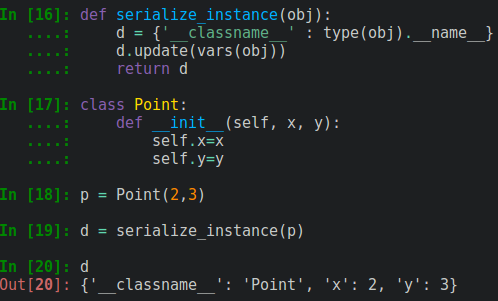 In [16]: def serialize_instance(obj):
   ....:     d = {'__classname__' : type(obj).__name__}
   ....:     d.update(vars(obj))
   ....:     return d
In [17]: class Point:
   ....:     def __init__(self, x, y):
   ....:         self.x=x
   ....:         self.y=y
In [18]: p = Point(2,3)
In [19]: d = serialize_instance(p)
In [20]: d
Out[20]: {'__classname__': 'Point', 'x': 2, 'y': 3}